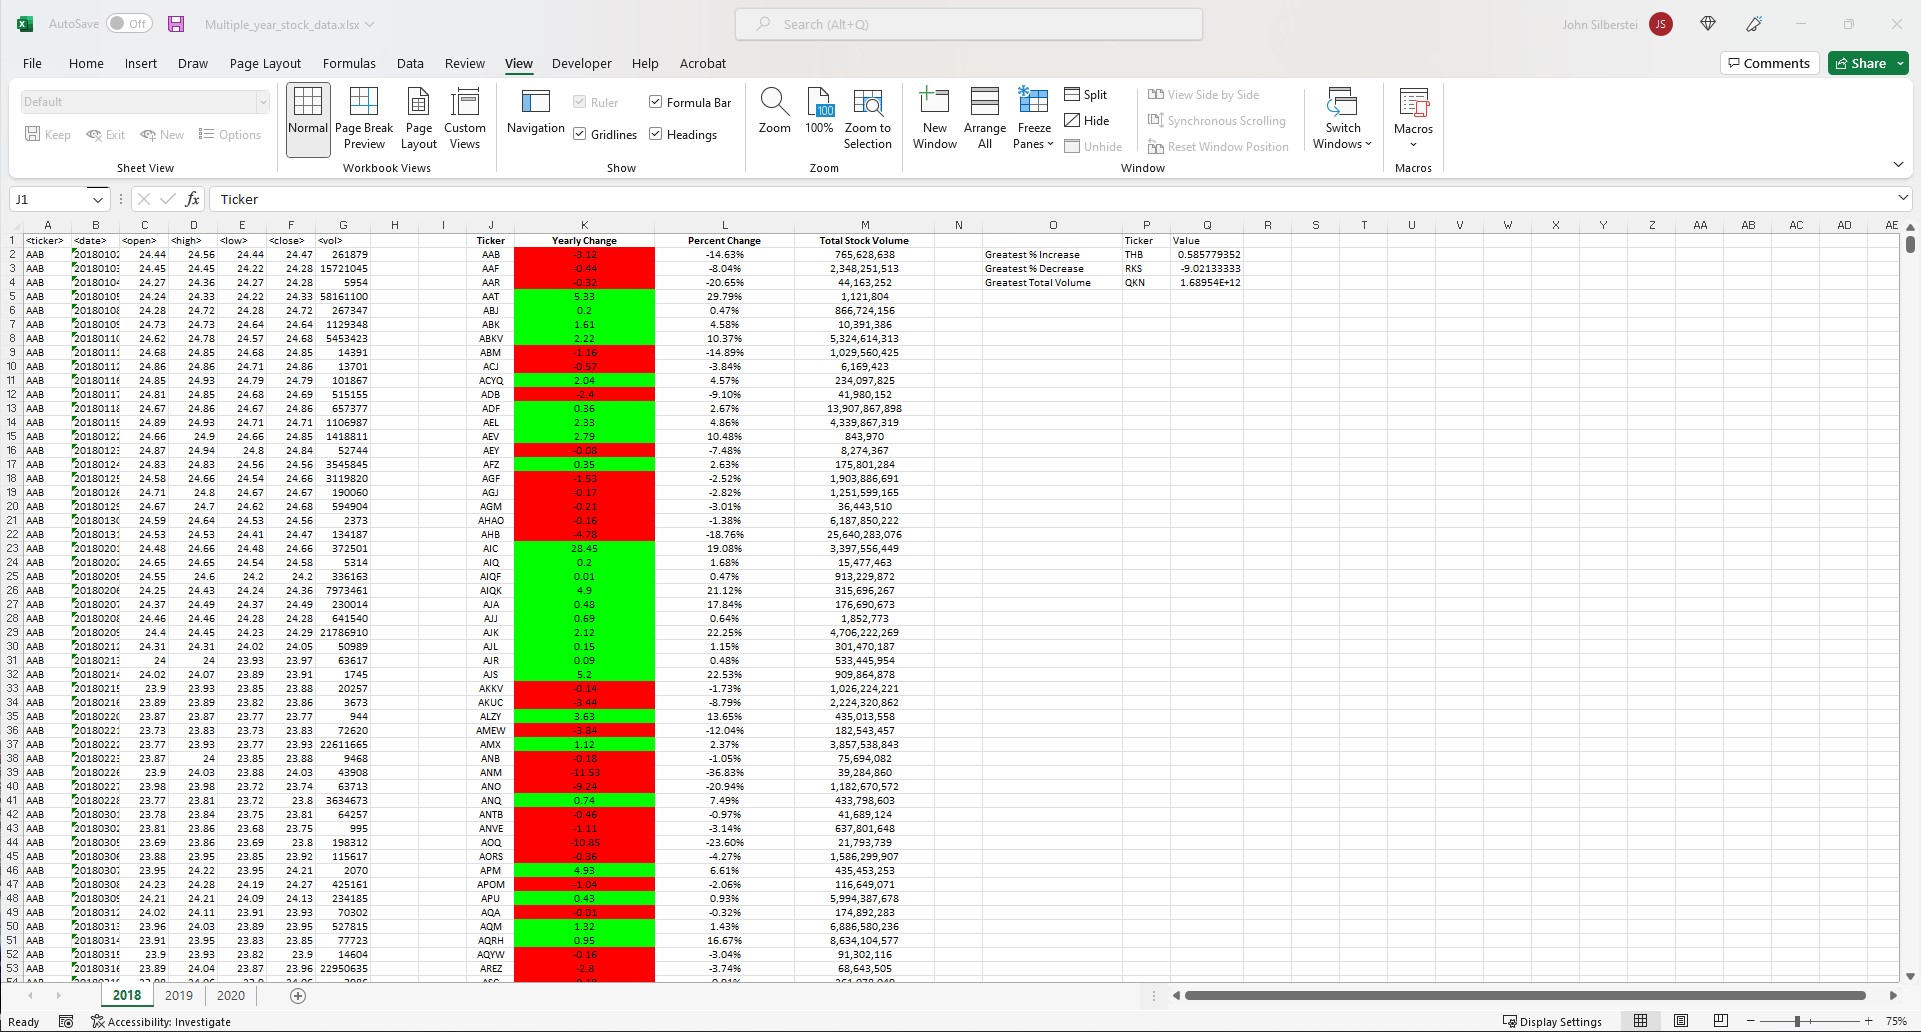 AutoSave Off Multiple_year_stock_data.xlsx Search (Alt+Q) John Silberstei JS
File Home Insert Draw Page Layout Formulas Data Review View Developer Help Acrobat Comments Share
Default
Keep Exit New Options
Sheet View
Normal Page Break Preview Page Layout Custom Views
Workbook Views
Navigation Ruler Formula Bar
Gridlines Headings
Show
Zoom 100 100% Zoom to Selection
Zoom
New Window Arrange All Freeze Panes
Split View Side by Side
Hide Synchronous Scrolling
Unhide Reset Window Position
Window
Switch Windows
Macros
Macros
J1 fx Ticker
A B C D E F G H I J K L M N O P Q R S T U V W X Y Z AA AB AC AD AE
1 <ticker> <date> <open> <high> <low> <close> <vol> Ticker Yearly Change Percent Change Total Stock Volume Ticker Value
2 AAB 20180102 24.44 24.56 24.44 24.47 261879 AAB -3.12 -14.63% 765,628,638 Greatest % Increase THB 0.585779352
3 AAB 20180103 24.45 24.45 24.22 24.28 15721045 AAF -0.44 -8.04% 2,348,251,513 Greatest % Decrease RKS -9.02133333
4 AAB 20180104 24.27 24.36 24.27 24.28 5954 AAR -0.32 -20.65% 44,163,252 Greatest Total Volume QKN 1.68954E+12
5 AAB 20180105 24.24 24.33 24.22 24.33 58161100 AAT 5.33 29.79% 1,121,804
6 AAB 20180108 24.28 24.72 24.28 24.72 267347 ABJ 0.2 0.47% 866,724,156
7 AAB 20180109 24.73 24.73 24.64 24.64 1129348 ABK 1.61 4.58% 10,391,386
8 AAB 20180110 24.62 24.78 24.57 24.68 5453423 ABKV 2.22 10.37% 5,324,614,313
9 AAB 20180111 24.68 24.85 24.68 24.85 14391 ABM -1.16 -14.89% 1,029,560,425
10 AAB 20180112 24.86 24.86 24.71 24.86 13701 ACJ -0.57 -3.84% 6,169,423
11 AAB 20180116 24.85 24.93 24.79 24.79 101867 ACYQ 2.04 4.57% 234,097,825
12 AAB 20180117 24.81 24.85 24.68 24.69 515155 ADB -2.4 -9.10% 41,980,152
13 AAB 20180118 24.67 24.86 24.67 24.86 657377 ADF 0.36 2.67% 13,907,867,898
14 AAB 20180119 24.89 24.93 24.71 24.71 1106987 AEL 2.33 4.86% 4,339,867,319
15 AAB 20180122 24.66 24.9 24.66 24.85 1418811 AEV 2.79 10.48% 843,970
16 AAB 20180123 24.87 24.94 24.8 24.84 52744 AEY -0.08 -7.48% 8,274,367
17 AAB 20180124 24.83 24.83 24.56 24.56 3545845 AFZ 0.35 2.63% 175,801,284
18 AAB 20180125 24.58 24.66 24.54 24.66 3119820 AGF -1.53 -2.52% 1,903,886,691
19 AAB 20180126 24.71 24.8 24.67 24.67 190060 AGJ -0.17 -2.82% 1,251,599,165
20 AAB 20180129 24.67 24.7 24.62 24.68 594904 AGM -0.21 -3.01% 36,443,510
21 AAB 20180130 24.59 24.64 24.53 24.56 2373 AHAO -0.16 -1.38% 6,187,850,222
22 AAB 20180131 24.53 24.53 24.41 24.47 134187 AHB -4.78 -18.76% 25,640,283,076
23 AAB 20180201 24.48 24.66 24.48 24.66 372501 AIC 28.45 19.08% 3,397,556,449
24 AAB 20180202 24.65 24.65 24.54 24.58 5314 AIQ 0.2 1.68% 15,477,463
25 AAB 20180205 24.55 24.6 24.2 24.2 336163 AIQF 0.01 0.47% 913,229,872
26 AAB 20180206 24.25 24.43 24.24 24.36 7973461 AIQK 4.9 21.12% 315,696,267
27 AAB 20180207 24.37 24.49 24.37 24.49 230014 AJA 0.48 17.84% 176,690,673
28 AAB 20180208 24.46 24.46 24.28 24.28 641540 AJJ 0.69 0.64% 1,852,773
29 AAB 20180209 24.4 24.45 24.23 24.29 21786910 AJK 2.12 22.25% 4,706,222,269
30 AAB 20180212 24.31 24.31 24.02 24.05 50989 AJL 0.15 1.15% 301,470,187
31 AAB 20180213 24 24 23.93 23.97 63617 AJR 0.09 0.48% 533,445,954
32 AAB 20180214 24.02 24.07 23.89 23.91 1745 AJS 5.2 22.53% 909,864,878
33 AAB 20180215 23.9 23.93 23.85 23.88 20257 AKKV -0.14 -1.73% 1,026,224,221
34 AAB 20180216 23.89 23.89 23.82 23.86 3673 AKUC -3.44 -8.79% 2,224,320,862
35 AAB 20180220 23.87 23.87 23.77 23.77 944 ALZY 3.63 13.65% 435,013,558
36 AAB 20180221 23.73 23.83 23.73 23.83 72620 AMEW -3.84 -12.04% 182,543,457
37 AAB 20180222 23.77 23.93 23.77 23.93 22611665 AMX 1.12 2.37% 3,857,538,843
38 AAB 20180223 23.87 24 23.85 23.88 9468 ANB -0.18 -1.05% 75,694,082
39 AAB 20180226 23.9 24.03 23.88 24.03 43908 ANM -11.53 -36.83% 39,284,860
40 AAB 20180227 23.98 23.98 23.72 23.74 63713 ANO -9.24 -20.94% 1,182,670,572
41 AAB 20180228 23.77 23.81 23.72 23.8 3634673 ANQ 0.74 7.49% 433,798,603
42 AAB 20180301 23.78 23.84 23.75 23.81 64257 ANTB -0.46 -0.97% 41,689,124
43 AAB 20180302 23.81 23.86 23.68 23.75 995 ANVE -1.11 -3.14% 637,801,648
44 AAB 20180305 23.69 23.86 23.69 23.8 198312 AOQ -10.85 -23.60% 21,793,739
45 AAB 20180306 23.88 23.95 23.85 23.92 115617 AORS -0.36 -4.27% 1,586,299,907
46 AAB 20180307 23.95 24.22 23.95 24.21 2070 APM 4.93 6.61% 435,453,253
47 AAB 20180308 24.23 24.28 24.19 24.27 425161 APOM -1.04 -2.06% 116,649,071
48 AAB 20180309 24.21 24.21 24.09 24.13 234185 APU 0.43 0.93% 5,994,387,678
49 AAB 20180312 24.02 24.11 23.91 23.93 70302 AQA -0.01 -0.32% 174,892,283
50 AAB 20180313 23.96 24.03 23.89 23.95 527815 AQM 1.32 1.43% 6,886,580,236
51 AAB 20180314 23.91 23.95 23.83 23.85 77723 AQRH 0.95 16.67% 8,634,104,577
52 AAB 20180315 23.9 23.93 23.82 23.9 14604 AQYW -0.16 -3.04% 91,302,116
53 AAB 20180316 23.89 24.04 23.87 23.96 22950635 AREZ -2.8 -3.74% 68,643,505
2018 2019 2020
Ready Accessibility: Investigate Display Settings 75%